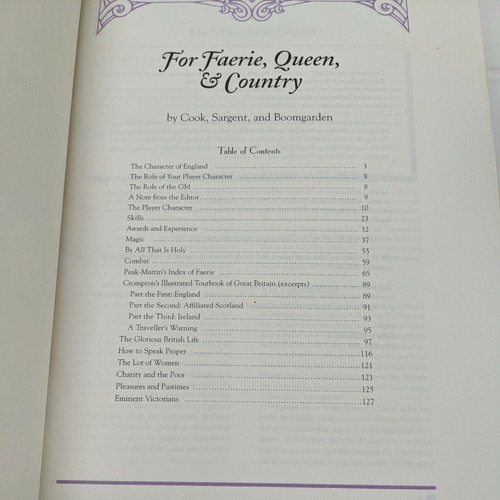 For Faerie, Queen,
& Country
by Cook, Sargent, and Boomgarden
Table of Contents
The Character of England 3
The Role of Your Player Character 8
The Role of the GM 8
A Note from the Editor 9
The Player Character 10
Skills 23
Awards and Experience 32
Magic 37
By All That Is Holy 55
Combat 59
Peak-Martin's Index of Faerie 65
Crompton's Illustrated Tourbook of Great Britain (excerpts) 89
Part the First: England 89
Part the Second: Affiliated Scotland 91
Part the Third: Ireland 93
A Traveller's Warning 95
The Glorious British Life 97
How to Speak Proper 116
The Lot of Women 121
Charity and the Poor 121
Pleasures and Pastimes 125
Eminent Victorians 127